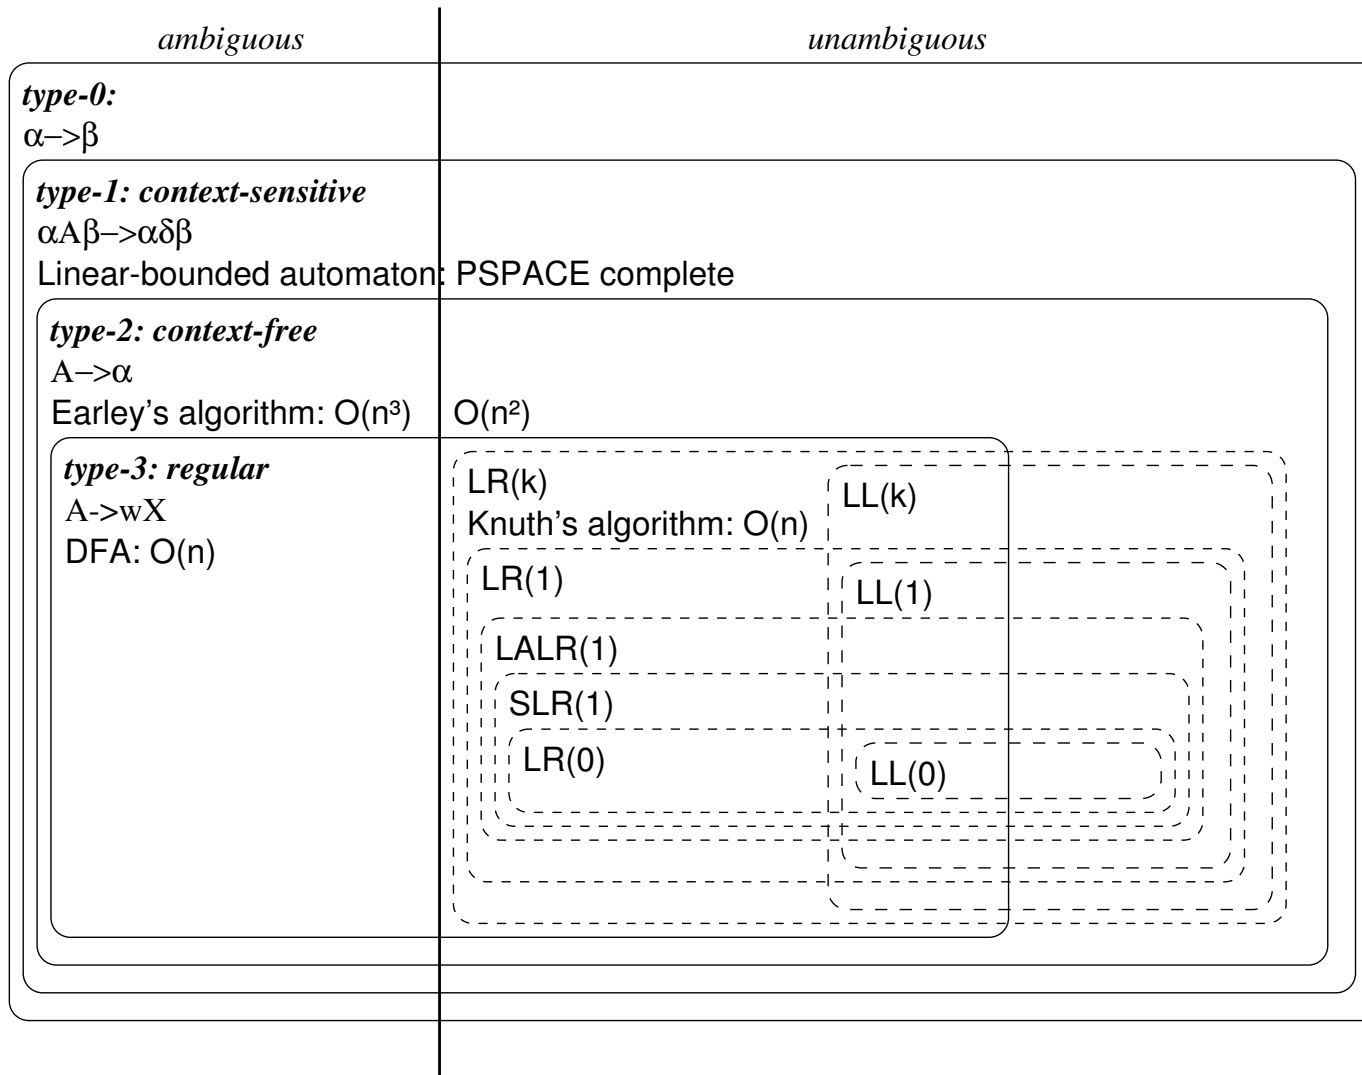 ambiguous unambiguous
type-0:
α−>β
type-1: context-sensitive
αAβ−>αδβ
Linear-bounded automaton: PSPACE complete
type-2: context-free
A−>α
Earley’s algorithm: O(n³) O(n²)
type-3: regular
A->wX
DFA: O(n)
LR(k)
Knuth’s algorithm: O(n)
LL(k)
LR(1)
LL(1)
LALR(1)
SLR(1)
LR(0)
LL(0)